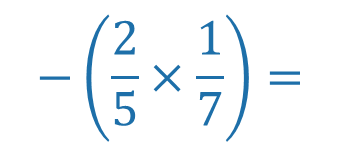 −(2/5 × 1/7) =